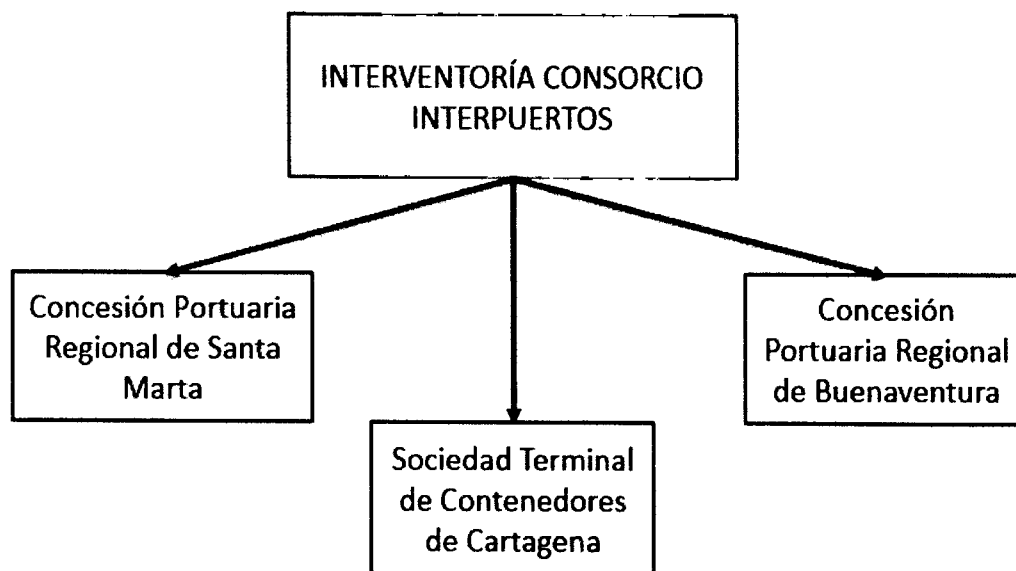 INTERVENTORÍA CONSORCIO
INTERPUERTOS
Concesión Portuaria
Regional de Santa
Marta
Sociedad Terminal
de Contenedores
de Cartagena
Concesión
Portuaria Regional
de Buenaventura